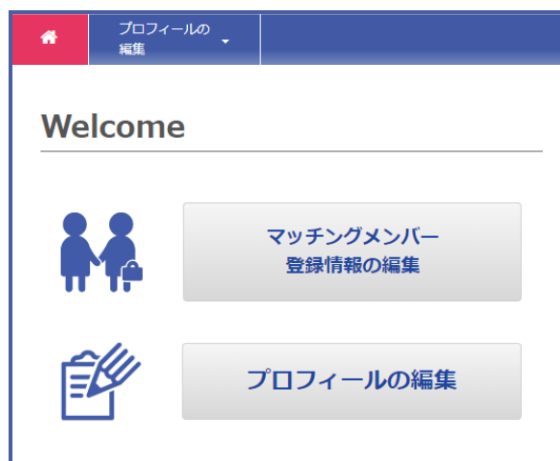 プロフィールの
編集
Welcome
マッチングメンバー
登録情報の編集
プロフィールの編集